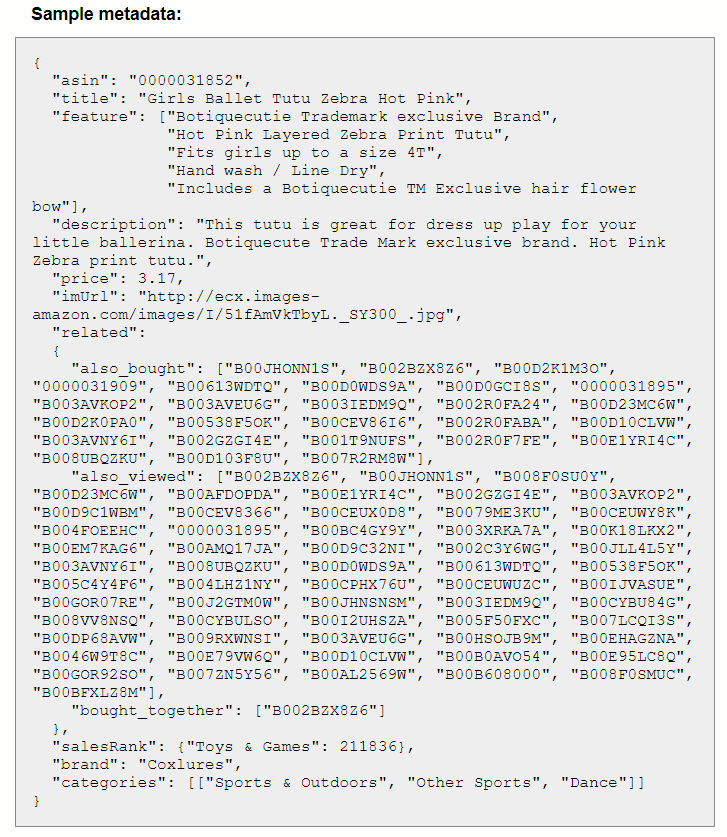 Sample metadata:
{
  "asin": "0000031852",
  "title": "Girls Ballet Tutu Zebra Hot Pink",
  "feature": ["Botiquecutie Trademark exclusive Brand",
              "Hot Pink Layered Zebra Print Tutu",
              "Fits girls up to a size 4T",
              "Hand wash / Line Dry",
              "Includes a Botiquecutie TM Exclusive hair flower
bow"],
  "description": "This tutu is great for dress up play for your
little ballerina. Botiquecute Trade Mark exclusive brand. Hot Pink
Zebra print tutu.",
  "price": 3.17,
  "imUrl": "http://ecx.images-
amazon.com/images/I/51fAmVkTbyL._SY300_.jpg",
  "related":
  {
    "also_bought": ["B00JHONN1S", "B002BZX8Z6", "B00D2K1M3O",
"0000031909", "B00613WDTQ", "B00D0WDS9A", "B00D0GCI8S", "0000031895",
"B003AVKOP2", "B003AVEU6G", "B003IEDM9Q", "B002R0FA24", "B00D23MC6W",
"B00D2K0PA0", "B00538F5OK", "B00CEV86I6", "B002R0FABA", "B00D10CLVW",
"B003AVNY6I", "B002GZGI4E", "B001T9NUFS", "B002R0F7FE", "B00E1YRI4C",
"B008UBQZKU", "B00D103F8U", "B007R2RM8W"],
    "also_viewed": ["B002BZX8Z6", "B00JHONN1S", "B008F0SU0Y",
"B00D23MC6W", "B00AFDOPDA", "B00E1YRI4C", "B002GZGI4E", "B003AVKOP2",
"B00D9C1WBM", "B00CEV8366", "B00CEUX0D8", "B0079ME3KU", "B00CEUWY8K",
"B004FOEEHC", "0000031895", "B00BC4GY9Y", "B003XRKA7A", "B00K18LKX2",
"B00EM7KAG6", "B00AMQ17JA", "B00D9C32NI", "B002C3Y6WG", "B00JLL4L5Y",
"B003AVNY6I", "B008UBQZKU", "B00D0WDS9A", "B00613WDTQ", "B00538F5OK",
"B005C4Y4F6", "B004LHZ1NY", "B00CPHX76U", "B00CEUWUZC", "B00IJVASUE",
"B00GOR07RE", "B00J2GTM0W", "B00JHNSNSM", "B003IEDM9Q", "B00CYBU84G",
"B008VV8NSQ", "B00CYBULSO", "B00I2UHSZA", "B005F50FXC", "B007LCQI3S",
"B00DP68AVW", "B009RXWNSI", "B003AVEU6G", "B00HSOJB9M", "B00EHAGZNA",
"B0046W9T8C", "B00E79VW6Q", "B00D10CLVW", "B00B0AVO54", "B00E95LC8Q",
"B00GOR92SO", "B007ZN5Y56", "B00AL2569W", "B00B608000", "B008F0SMUC",
"B00BFXLZ8M"],
    "bought_together": ["B002BZX8Z6"]
  },
  "salesRank": {"Toys & Games": 211836},
  "brand": "Coxlures",
  "categories": [["Sports & Outdoors", "Other Sports", "Dance"]]
}